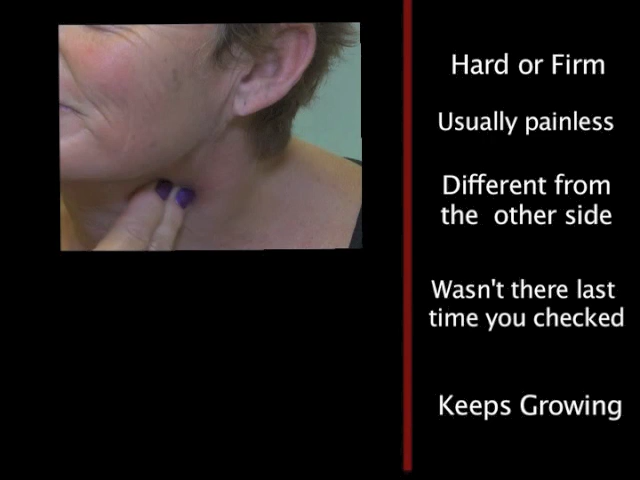 Hard or Firm
Usually painless
Different from
the other side
Wasn't there last
time you checked
Keeps Growing